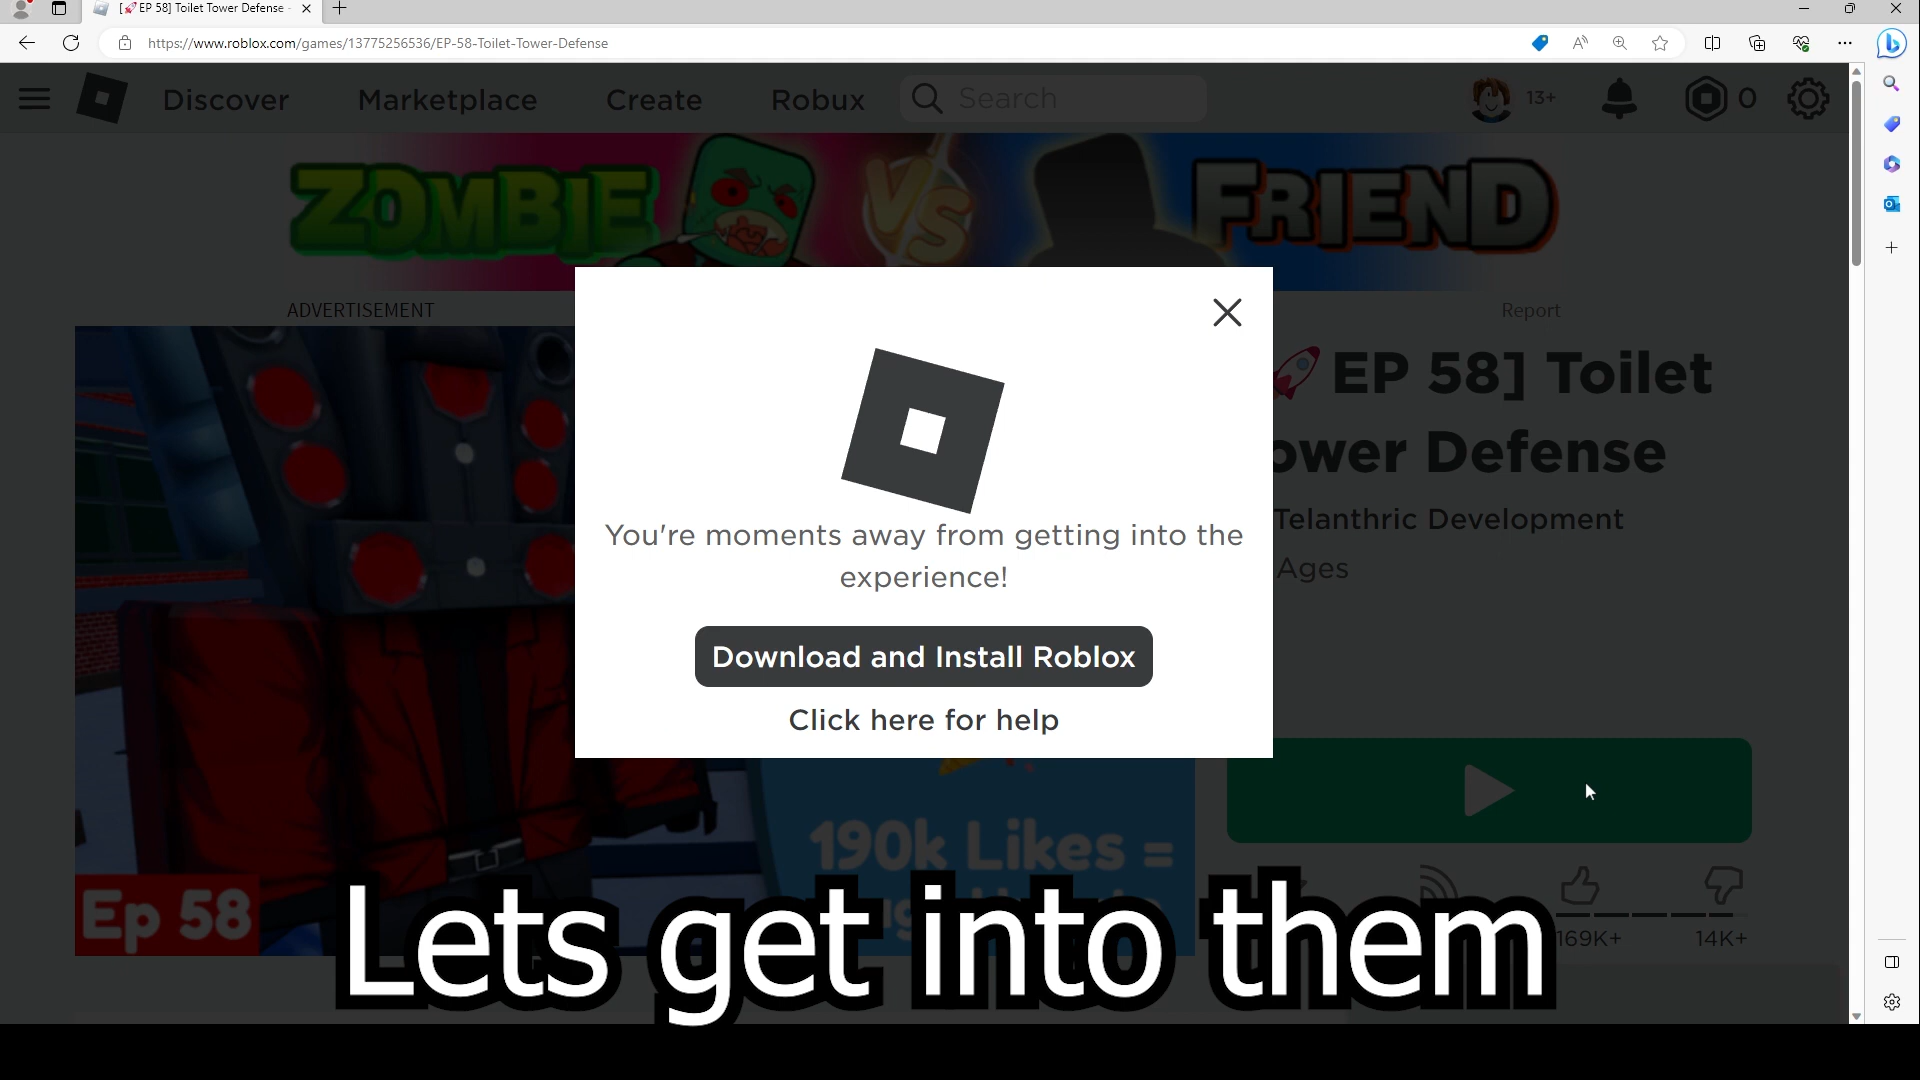 [🚀EP 58] Toilet Tower Defense -
https://www.roblox.com/games/13775256536/EP-58-Toilet-Tower-Defense
Discover
Marketplace
Create
Robux
Search
13+
0
ZOMBIE VS FRIEND
ADVERTISEMENT
Report
You're moments away from getting into the
experience!
Download and Install Roblox
Click here for help
🚀EP 58] Toilet
ower Defense
Telanthric Development
Ages
190k Likes =
Ep 58
169K+
14K+
Lets get into them